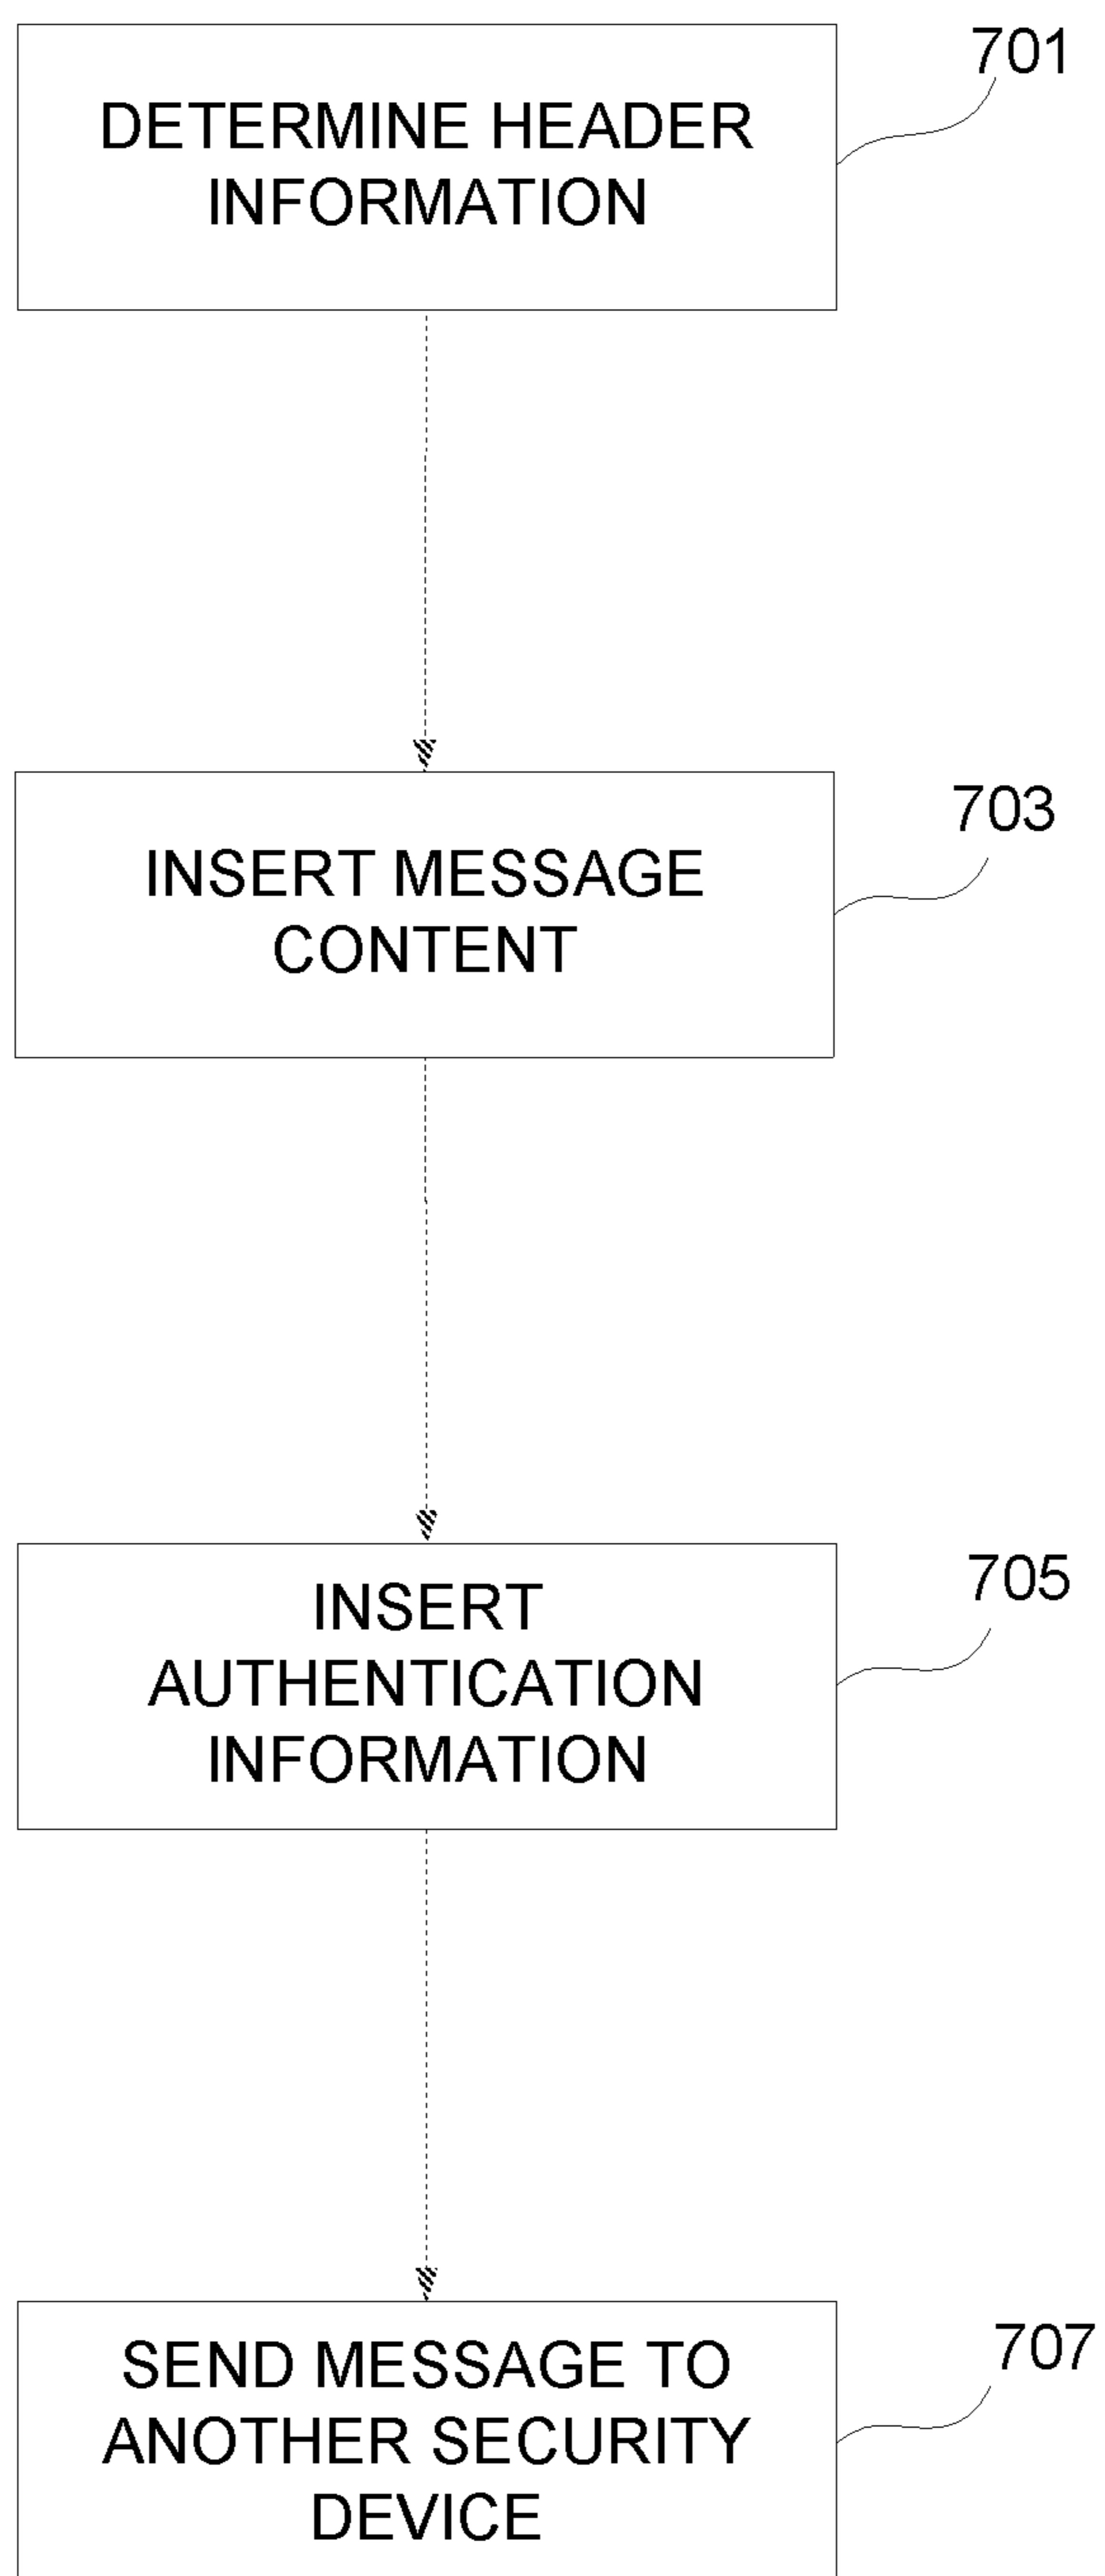 701
DETERMINE HEADER
INFORMATION
703
INSERT MESSAGE
CONTENT
705
INSERT
AUTHENTICATION
INFORMATION
707
SEND MESSAGE TO
ANOTHER SECURITY
DEVICE